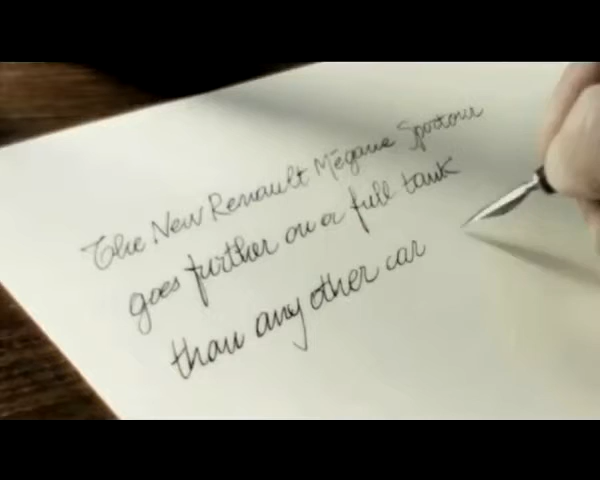 The New Renault Mégane Sportour
goes further on a full tank
than any other car